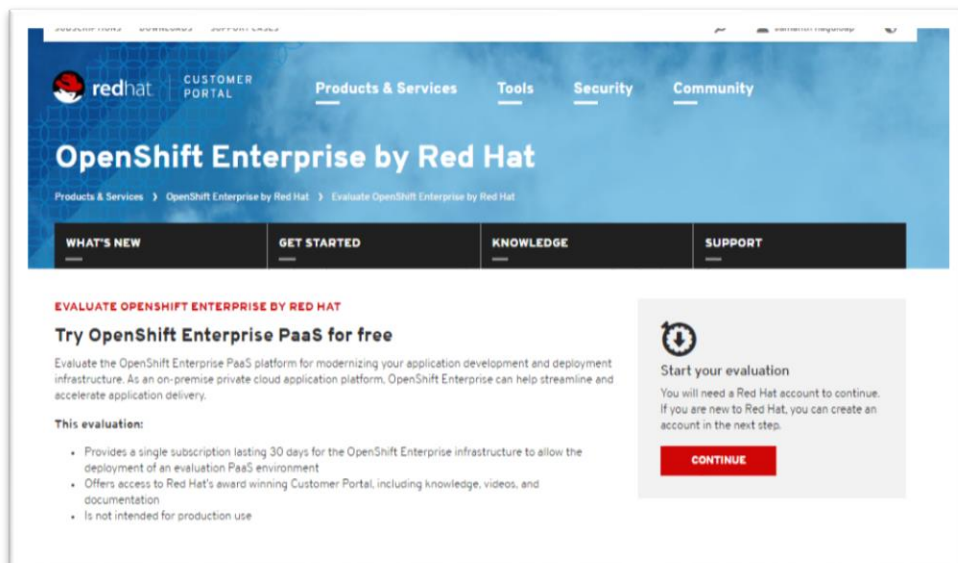 SUBSCRIPTIONS DOWNLOADS SUPPORT CASES
redhat
CUSTOMER
PORTAL
Products & Services Tools Security Community
OpenShift Enterprise by Red Hat
Products & Services > OpenShift Enterprise by Red Hat > Evaluate OpenShift Enterprise by Red Hat
WHAT'S NEW GET STARTED KNOWLEDGE SUPPORT
EVALUATE OPENSHIFT ENTERPRISE BY RED HAT
Try OpenShift Enterprise PaaS for free
Evaluate the OpenShift Enterprise PaaS platform for modernizing your application development and deployment
infrastructure. As an on-premise private cloud application platform, OpenShift Enterprise can help streamline and
accelerate application delivery.
This evaluation:
• Provides a single subscription lasting 30 days for the OpenShift Enterprise infrastructure to allow the
deployment of an evaluation PaaS environment
• Offers access to Red Hat's award winning Customer Portal, including knowledge, videos, and
documentation
• Is not intended for production use
Start your evaluation
You will need a Red Hat account to continue.
If you are new to Red Hat, you can create an
account in the next step.
CONTINUE